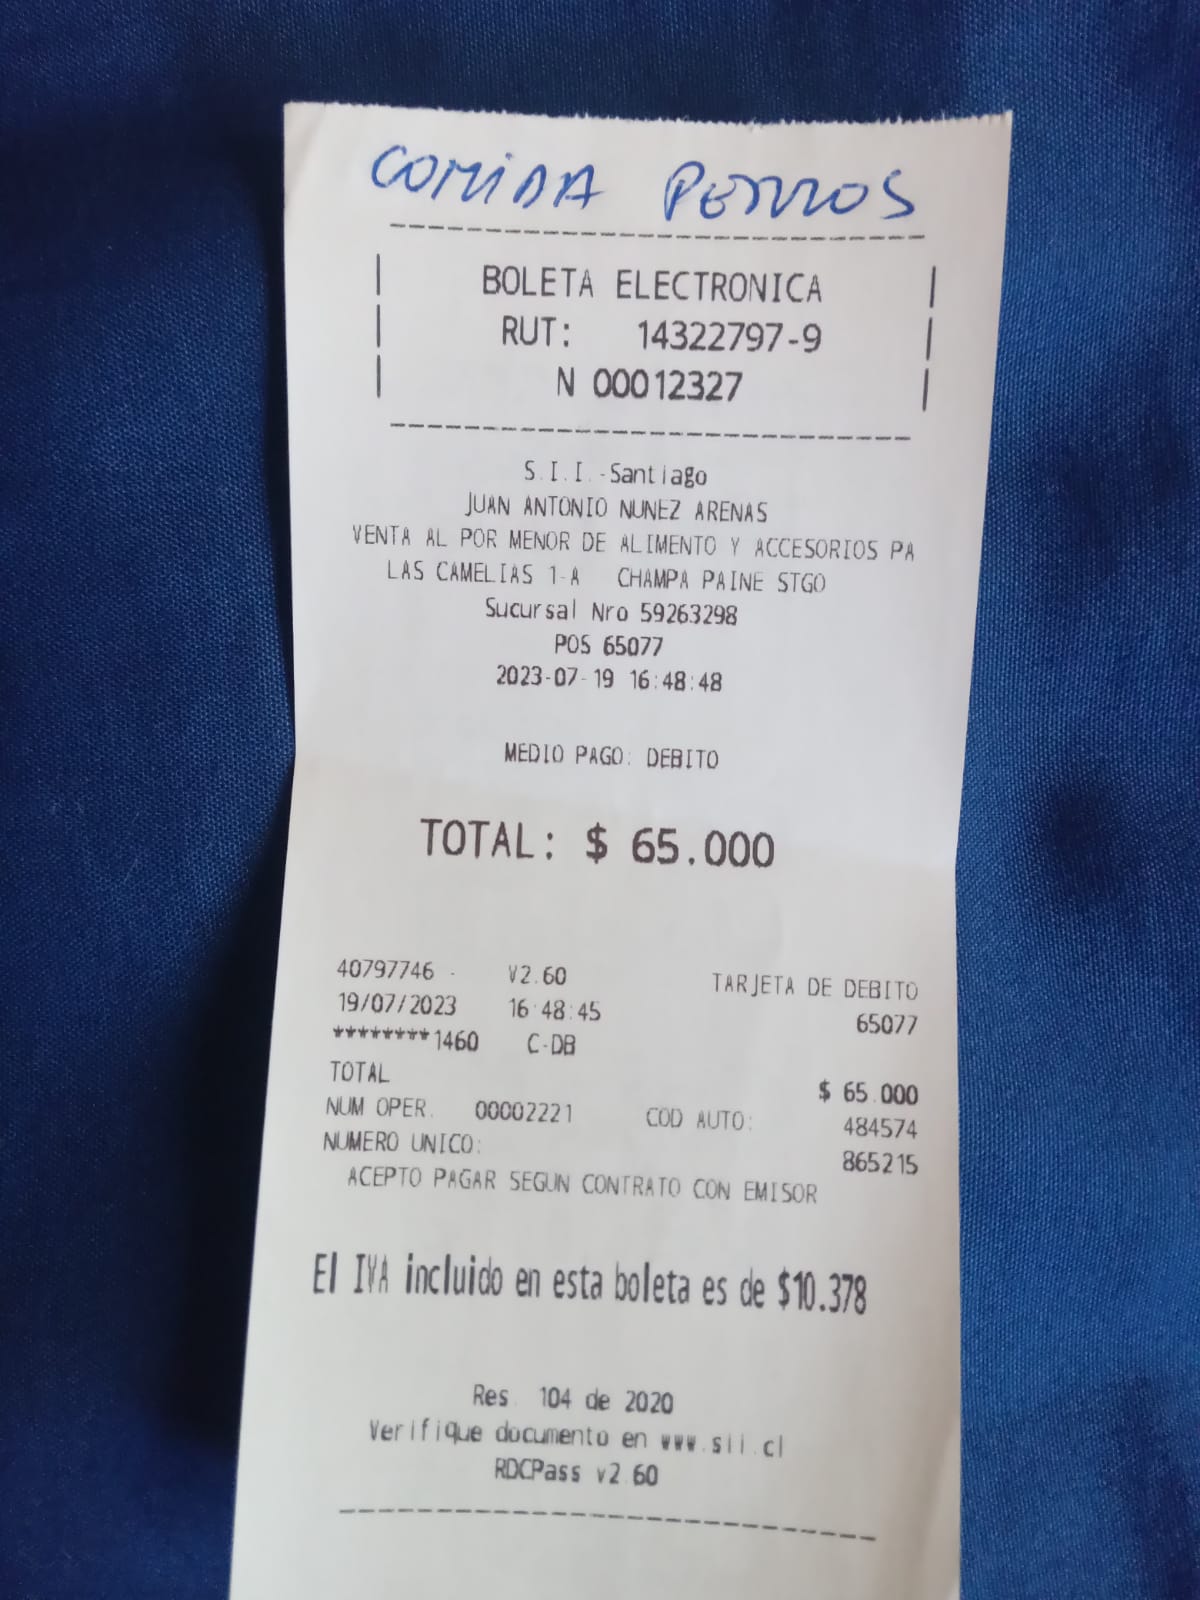 COMIDA PERROS
BOLETA ELECTRONICA
RUT: 14322797-9
N 00012327
S.I.I.-Santiago
JUAN ANTONIO NUNEZ ARENAS
VENTA AL POR MENOR DE ALIMENTO Y ACCESORIOS PA
LAS CAMELIAS 1-A CHAMPA PAINE STGO
Sucursal Nro 59263298
POS 65077
2023-07-19 16:48:48
MEDIO PAGO: DEBITO
TOTAL: $ 65.000
40797746 - V2.60 TARJETA DE DEBITO
19/07/2023 16:48:45 65077
********1460 C-DB
TOTAL $ 65.000
NUM OPER. 00002221 COD AUTO: 484574
NUMERO UNICO: 865215
ACEPTO PAGAR SEGUN CONTRATO CON EMISOR
El IVA incluido en esta boleta es de $10.378
Res. 104 de 2020
Verifique documento en www.sii.cl
RDCPass v2.60